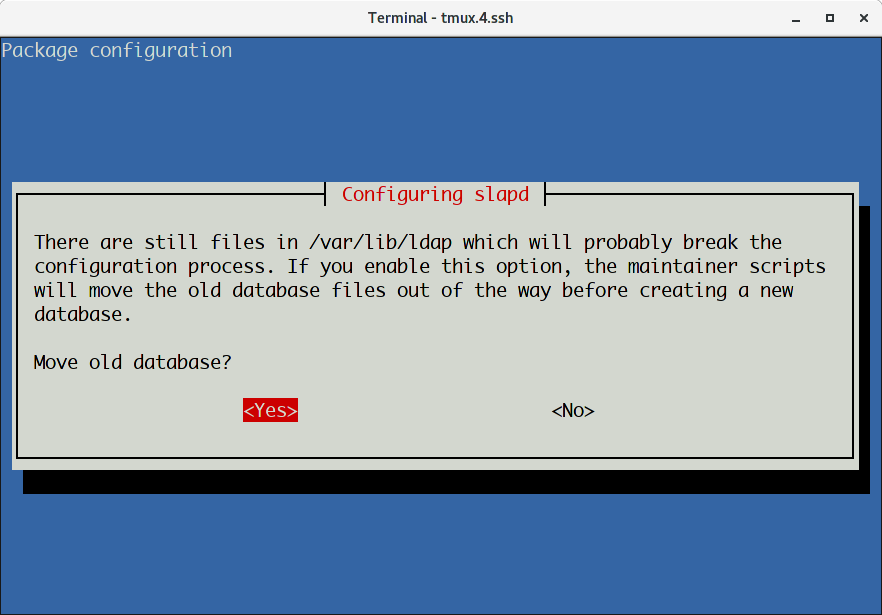 Terminal - tmux.4.ssh
Package configuration
Configuring slapd
There are still files in /var/lib/ldap which will probably break the
configuration process. If you enable this option, the maintainer scripts
will move the old database files out of the way before creating a new
database.
Move old database?
<Yes> <No>